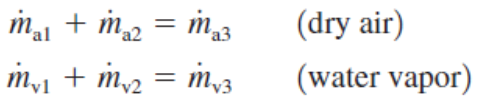 ṁₐ₁ + ṁₐ₂ = ṁₐ₃ (dry air)
ṁᵥ₁ + ṁᵥ₂ = ṁᵥ₃ (water vapor)